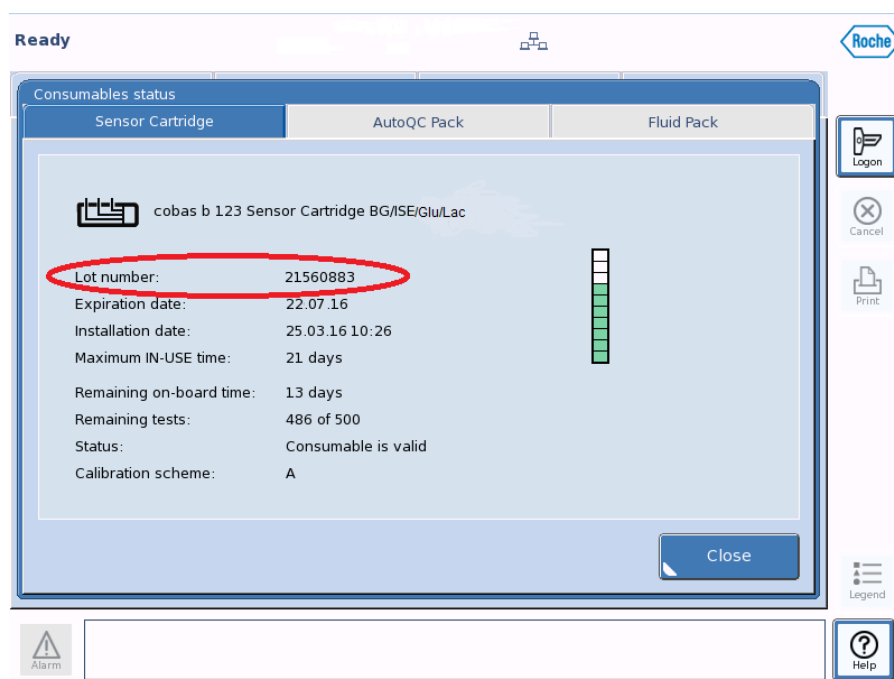 Ready
Roche
Consumables status
Sensor Cartridge
AutoQC Pack
Fluid Pack
Logon
cobas b 123 Sensor Cartridge BG/ISE/Glu/Lac
Cancel
Lot number: 21560883
Expiration date: 22.07.16
Print
Installation date: 25.03.16 10:26
Maximum IN-USE time: 21 days
Remaining on-board time: 13 days
Remaining tests: 486 of 500
Status: Consumable is valid
Calibration scheme: A
Close
Legend
Alarm
Help